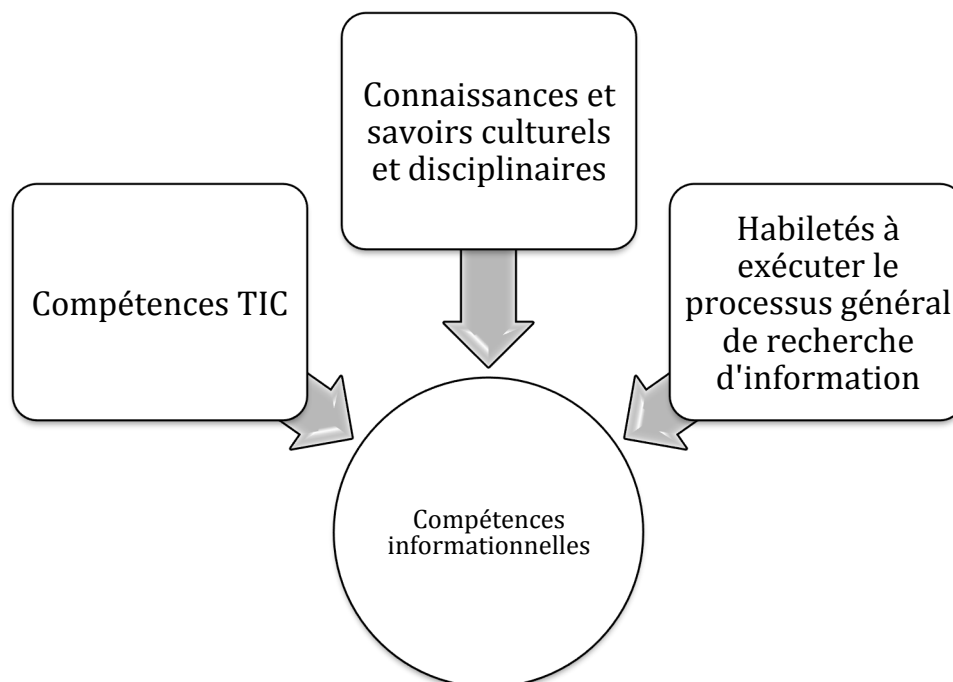 Connaissances et
savoirs culturels
et disciplinaires
Compétences TIC
Habiletés à
exécuter le
processus général
de recherche
d'information
Compétences
informationnelles